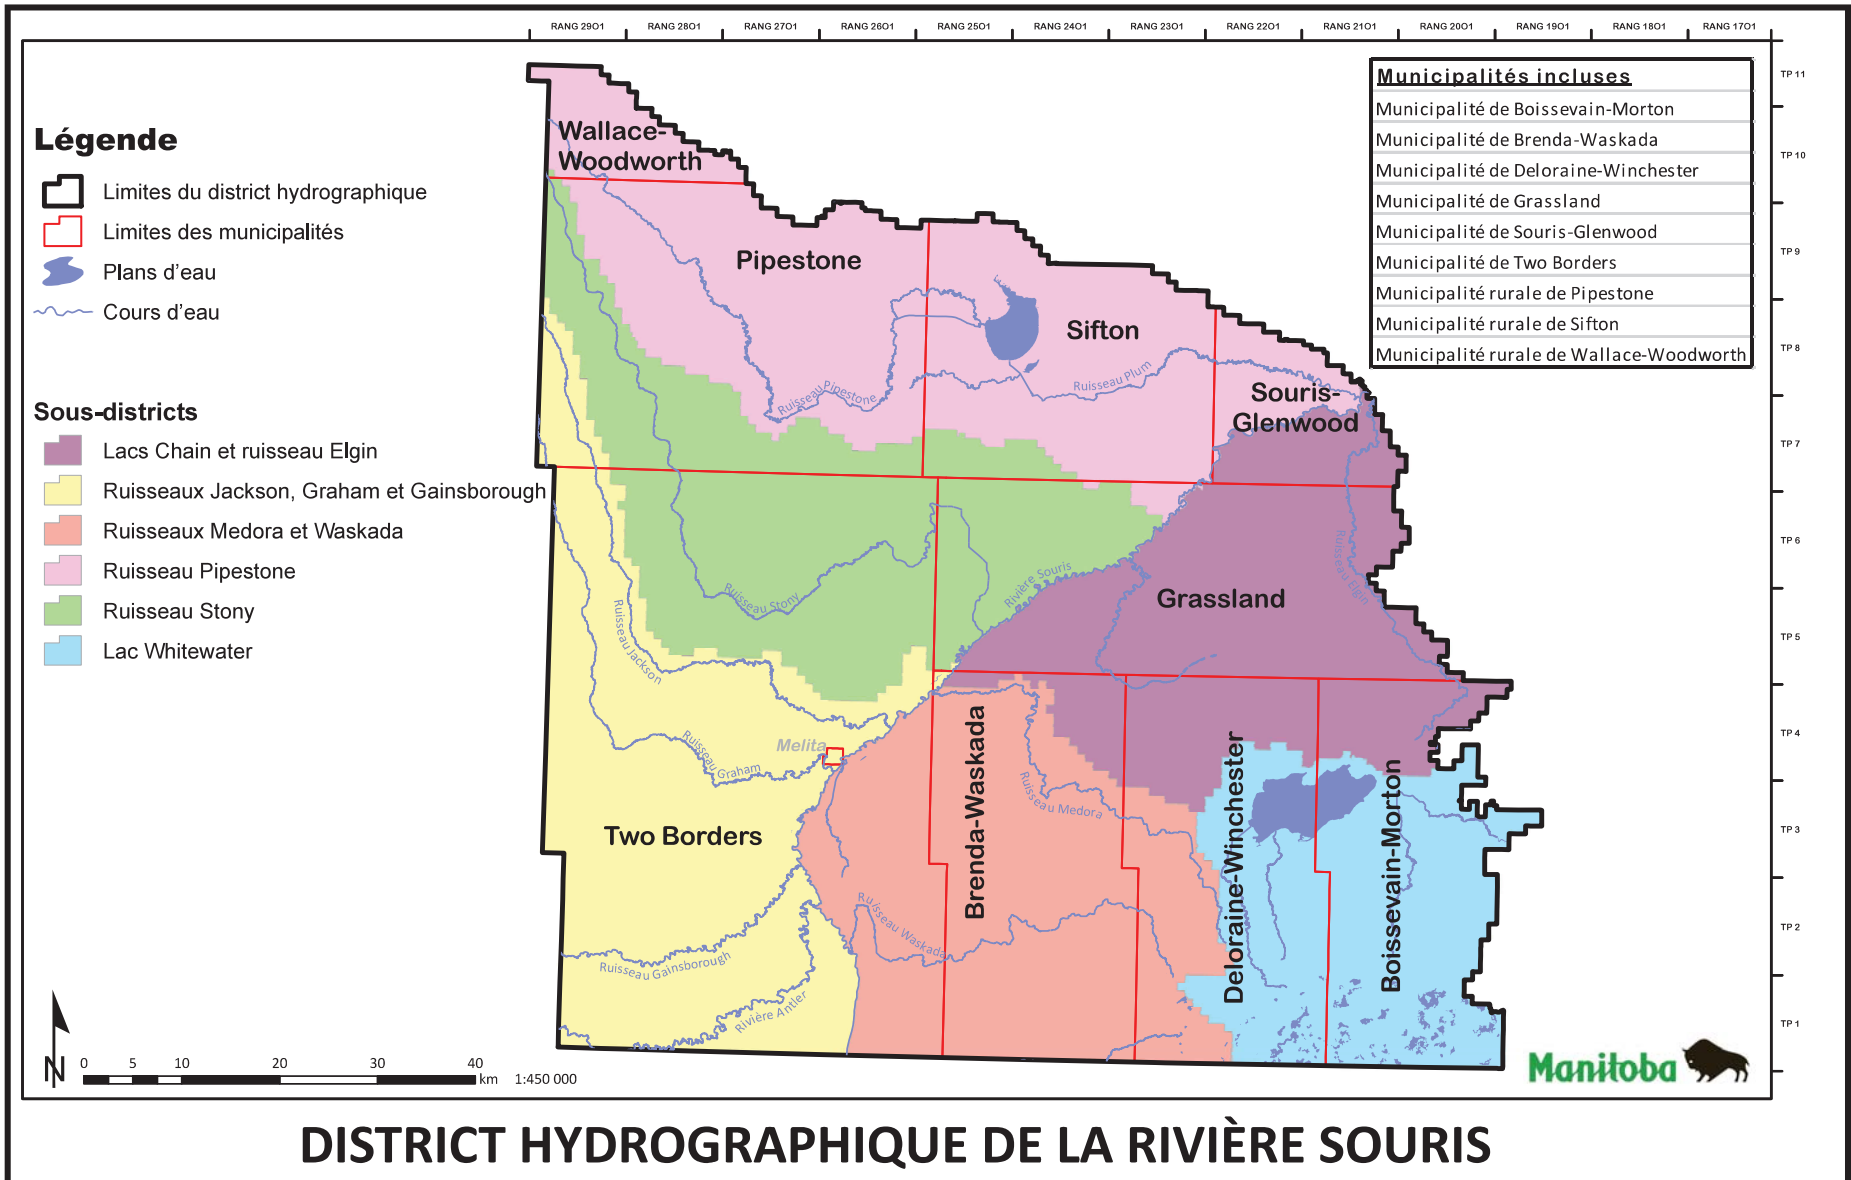 RANG 29O1 RANG 28O1 RANG 27O1 RANG 26O1 RANG 25O1 RANG 24O1 RANG 23O1 RANG 22O1 RANG 21O1 RANG 20O1 RANG 19O1 RANG 18O1 RANG 17O1
TP 11
TP 10
TP 9
TP 8
TP 7
TP 6
TP 5
TP 4
TP 3
TP 2
TP 1
Légende
Limites du district hydrographique
Limites des municipalités
Plans d'eau
Cours d'eau
Sous-districts
Lacs Chain et ruisseau Elgin
Ruisseaux Jackson, Graham et Gainsborough
Ruisseaux Medora et Waskada
Ruisseau Pipestone
Ruisseau Stony
Lac Whitewater
Municipalités incluses
Municipalité de Boissevain-Morton
Municipalité de Brenda-Waskada
Municipalité de Deloraine-Winchester
Municipalité de Grassland
Municipalité de Souris-Glenwood
Municipalité de Two Borders
Municipalité rurale de Pipestone
Municipalité rurale de Sifton
Municipalité rurale de Wallace-Woodworth
Wallace-
Woodworth
Pipestone
Sifton
Souris-
Glenwood
Ruisseau Pipestone
Ruisseau Plum
Ruisseau Stony
Rivière Souris
Ruisseau Elgin
Grassland
Ruisseau Jackson
Ruisseau Graham
Melita
Two Borders
Brenda-Waskada
Ruisseau Medora
Deloraine-Winchester
Boissevain-Morton
Ruisseau Waskada
Ruisseau Gainsborough
Rivière Antler
N
0 5 10 20 30 40
km 1:450 000
Manitoba
DISTRICT HYDROGRAPHIQUE DE LA RIVIÈRE SOURIS